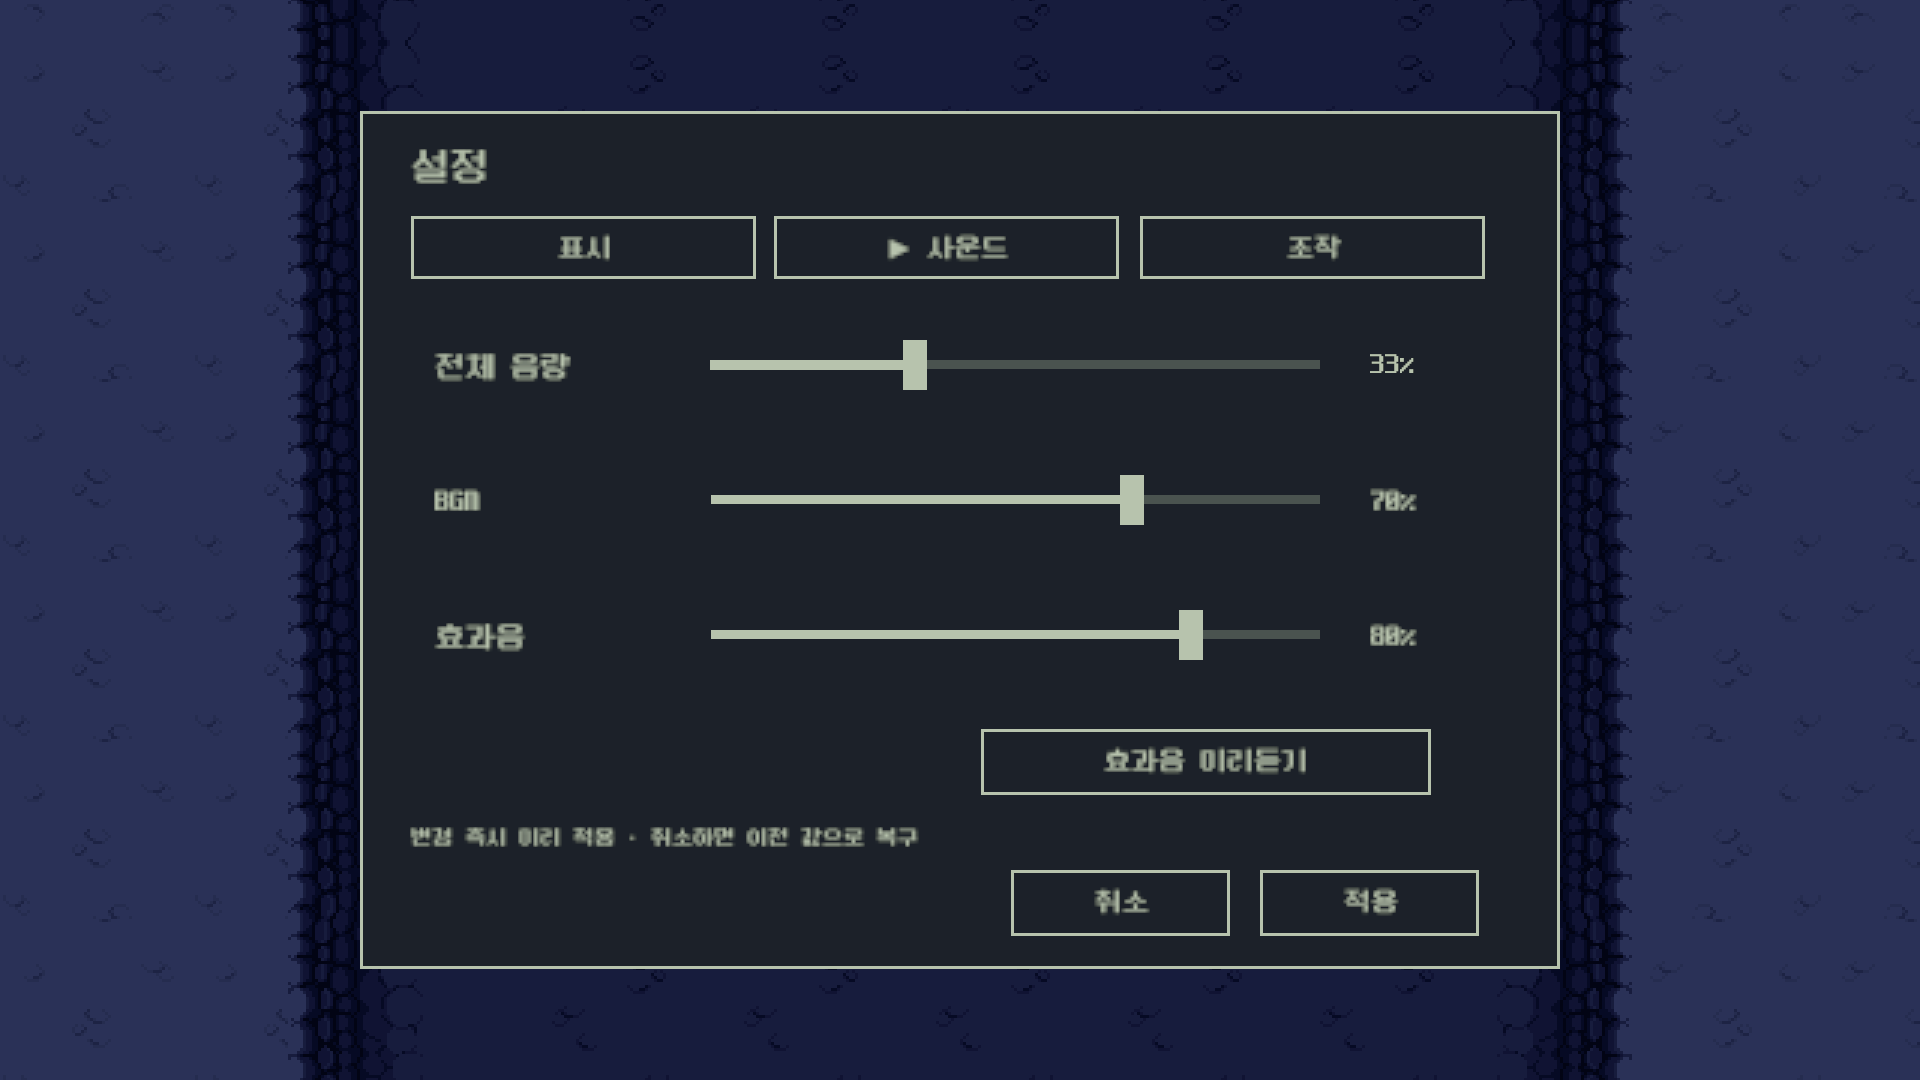 설정
표시
▶ 사운드
조작
전체 음량
33%
BGM
70%
효과음
80%
효과음 미리듣기
변경 즉시 미리 적용 · 취소하면 이전 값으로 복구
취소
적용